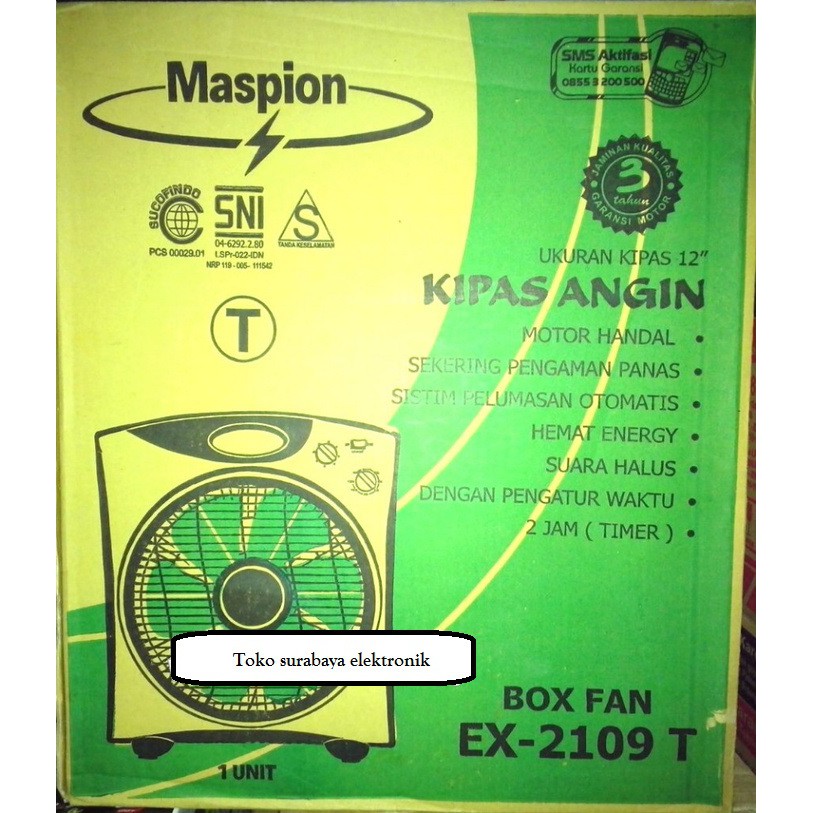 Maspion
SMS Aktifasi
Kartu Garansi
0855 3 200 500
JAMINAN KUALITAS
3
tahun
GARANSI MOTOR
SUCOFINDO
PCS 00029.01
SNI
04-6292.2.80
LSPr-022-IDN
NRP 119 - 005- 111542
S
TANDA KESELAMATAN
UKURAN KIPAS 12"
KIPAS ANGIN
T
MOTOR HANDAL •
SEKERING PENGAMAN PANAS •
SISTIM PELUMASAN OTOMATIS •
HEMAT ENERGY •
SUARA HALUS •
DENGAN PENGATUR WAKTU •
2 JAM ( TIMER ) •
Toko surabaya elektronik
BOX FAN
EX-2109 T
1 UNIT